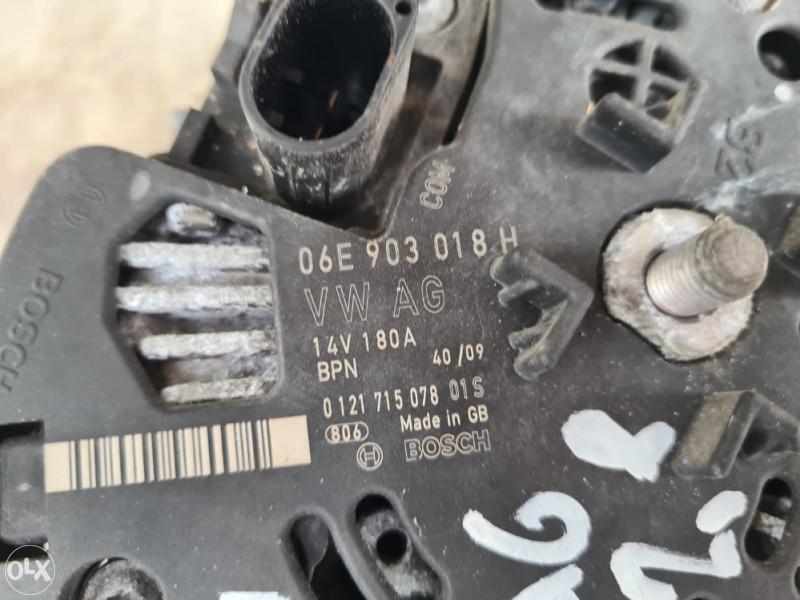 COM
32
06E 903 018 H
VW AG
14V 180A
BPN 40/09
0 121 715 078 01S
806 Made in GB
BOSCH
BOSCH
OLX